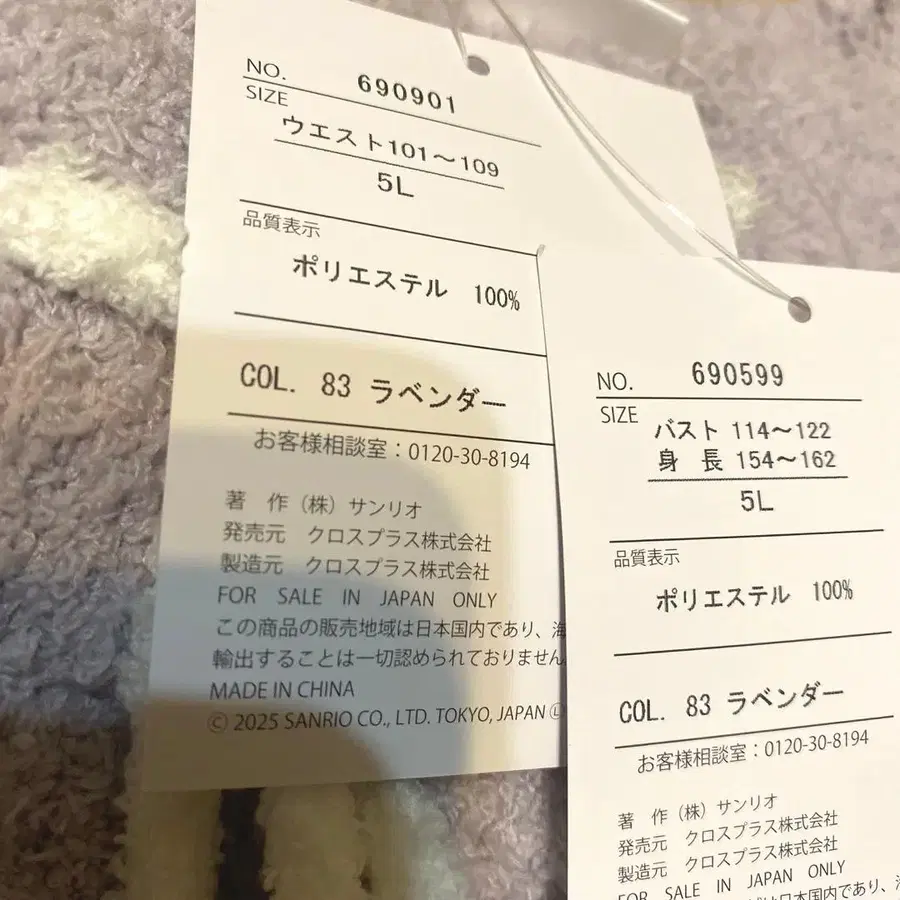 NO. 690901
SIZE
ウエスト101～109
5L
品質表示
ポリエステル 100%
COL. 83 ラベンダー
お客様相談室：0120-30-8194
著 作（株）サンリオ
発売元 クロスプラス株式会社
製造元 クロスプラス株式会社
FOR SALE IN JAPAN ONLY
この商品の販売地域は日本国内であり、海
輸出することは一切認められておりません
MADE IN CHINA
© 2025 SANRIO CO., LTD. TOKYO, JAPAN Ⓛ
NO. 690599
SIZE
バスト 114～122
身 長 154～162
5L
品質表示
ポリエステル 100%
COL. 83 ラベンダー
お客様相談室：0120-30-8194
著 作（株）サンリオ
発売元 クロスプラス株式会社
製造元 クロスプラス株式会社
FOR SALE IN JAPAN ONLY
は日本国内であり、